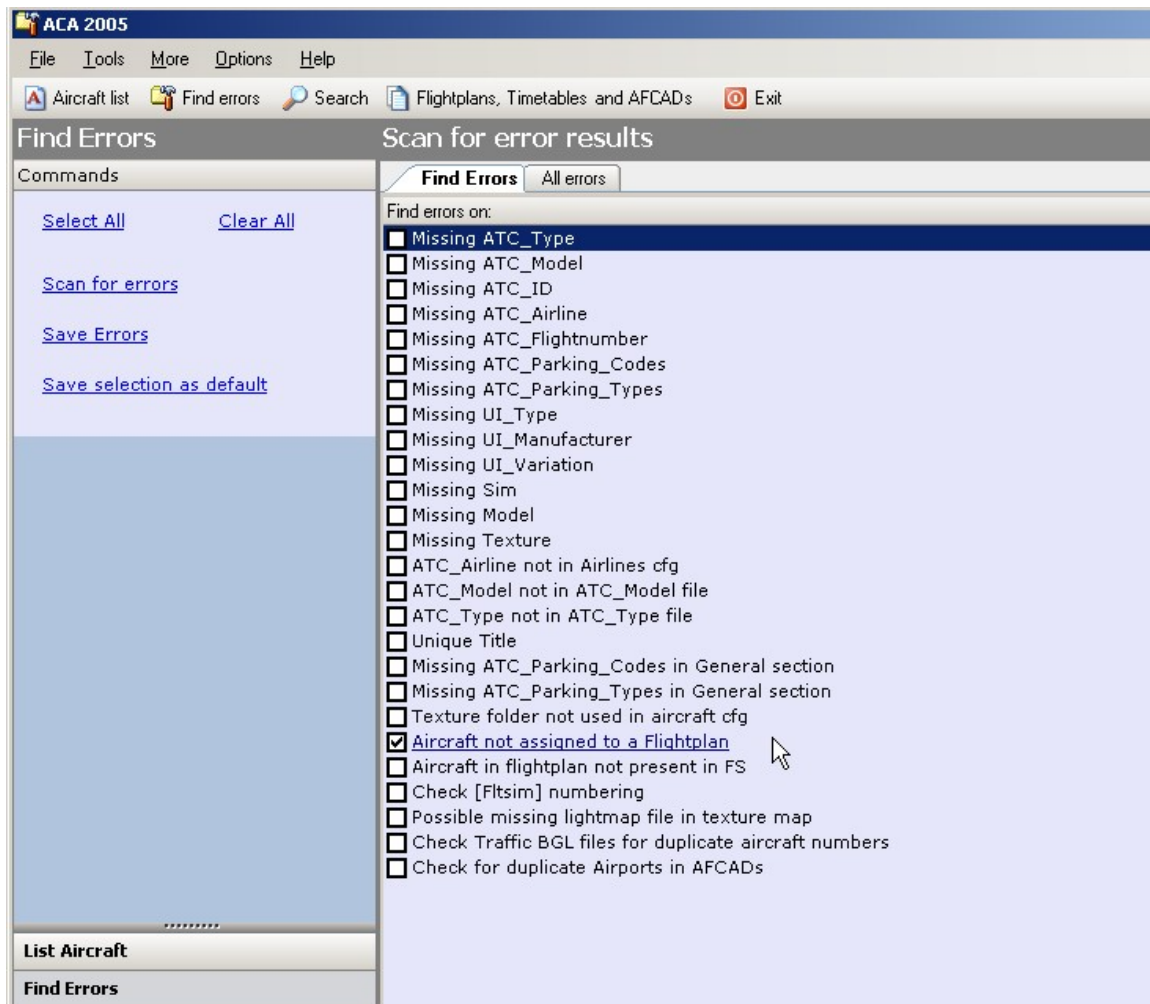 ACA 2005
File Tools More Options Help
Aircraft list Find errors Search Flightplans, Timetables and AFCADs Exit
Find Errors
Scan for error results
Commands
Select All Clear All
Scan for errors
Save Errors
Save selection as default
Find Errors All errors
Find errors on:
Missing ATC_Type
Missing ATC_Model
Missing ATC_ID
Missing ATC_Airline
Missing ATC_Flightnumber
Missing ATC_Parking_Codes
Missing ATC_Parking_Types
Missing UI_Type
Missing UI_Manufacturer
Missing UI_Variation
Missing Sim
Missing Model
Missing Texture
ATC_Airline not in Airlines cfg
ATC_Model not in ATC_Model file
ATC_Type not in ATC_Type file
Unique Title
Missing ATC_Parking_Codes in General section
Missing ATC_Parking_Types in General section
Texture folder not used in aircraft cfg
Aircraft not assigned to a Flightplan
Aircraft in flightplan not present in FS
Check [Fltsim] numbering
Possible missing lightmap file in texture map
Check Traffic BGL files for duplicate aircraft numbers
Check for duplicate Airports in AFCADs
List Aircraft
Find Errors